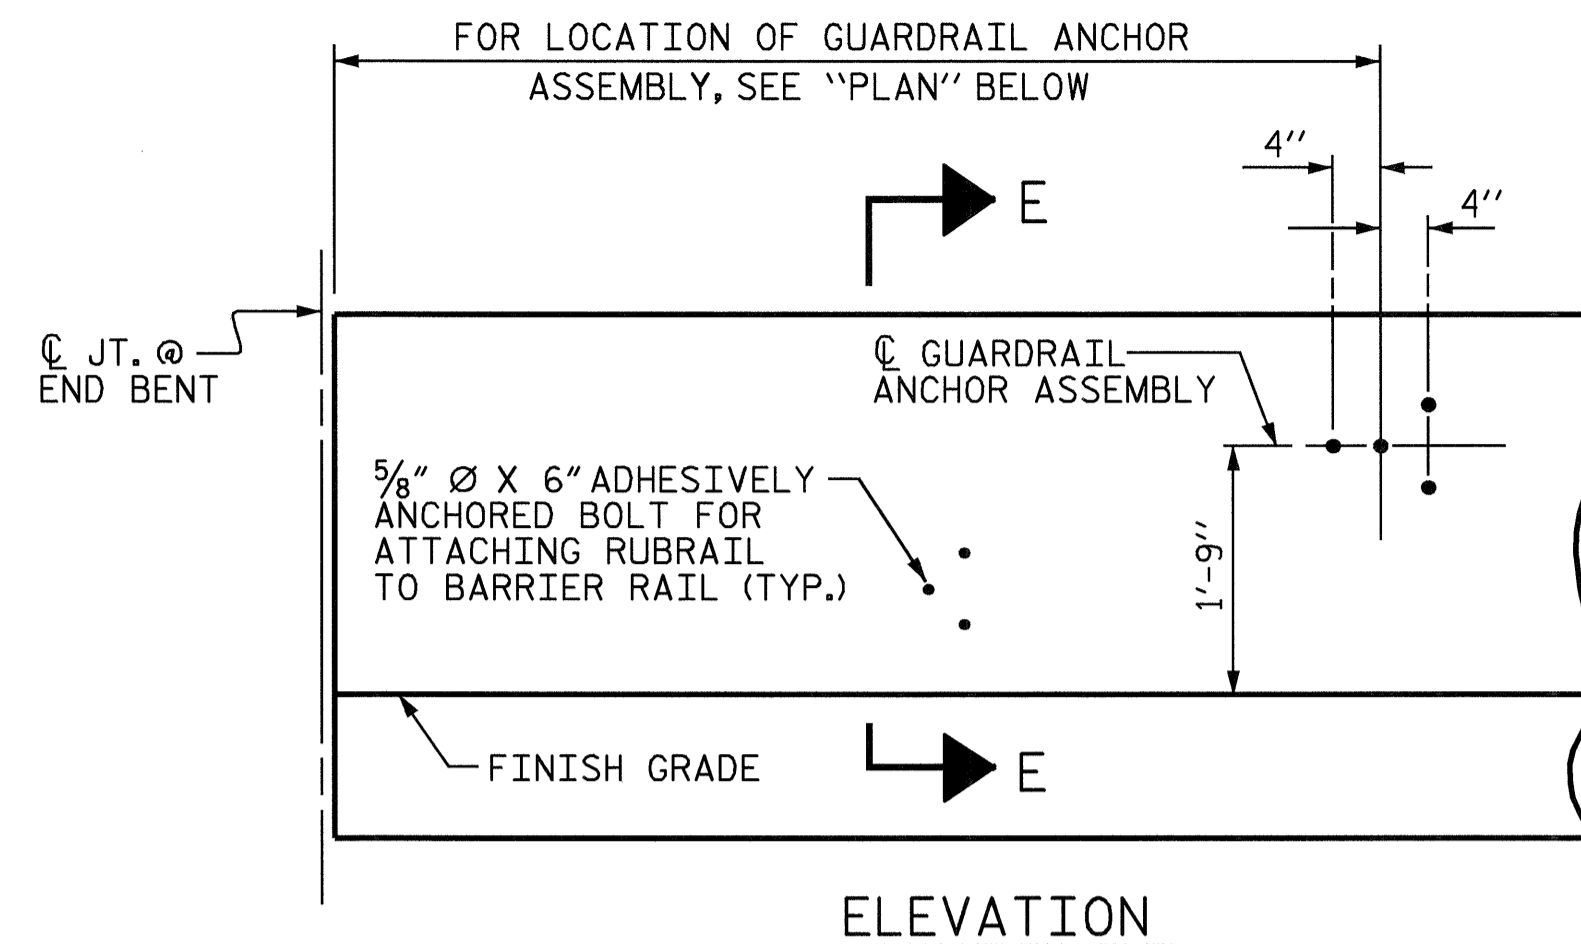 FOR LOCATION OF GUARDRAIL ANCHOR
ASSEMBLY, SEE "PLAN" BELOW
4"
4"
E
℄ JT. @
END BENT
℄ GUARDRAIL
ANCHOR ASSEMBLY
5/8" Ø X 6" ADHESIVELY
ANCHORED BOLT FOR
ATTACHING RUBRAIL
TO BARRIER RAIL (TYP.)
1'-9"
FINISH GRADE
E
ELEVATION